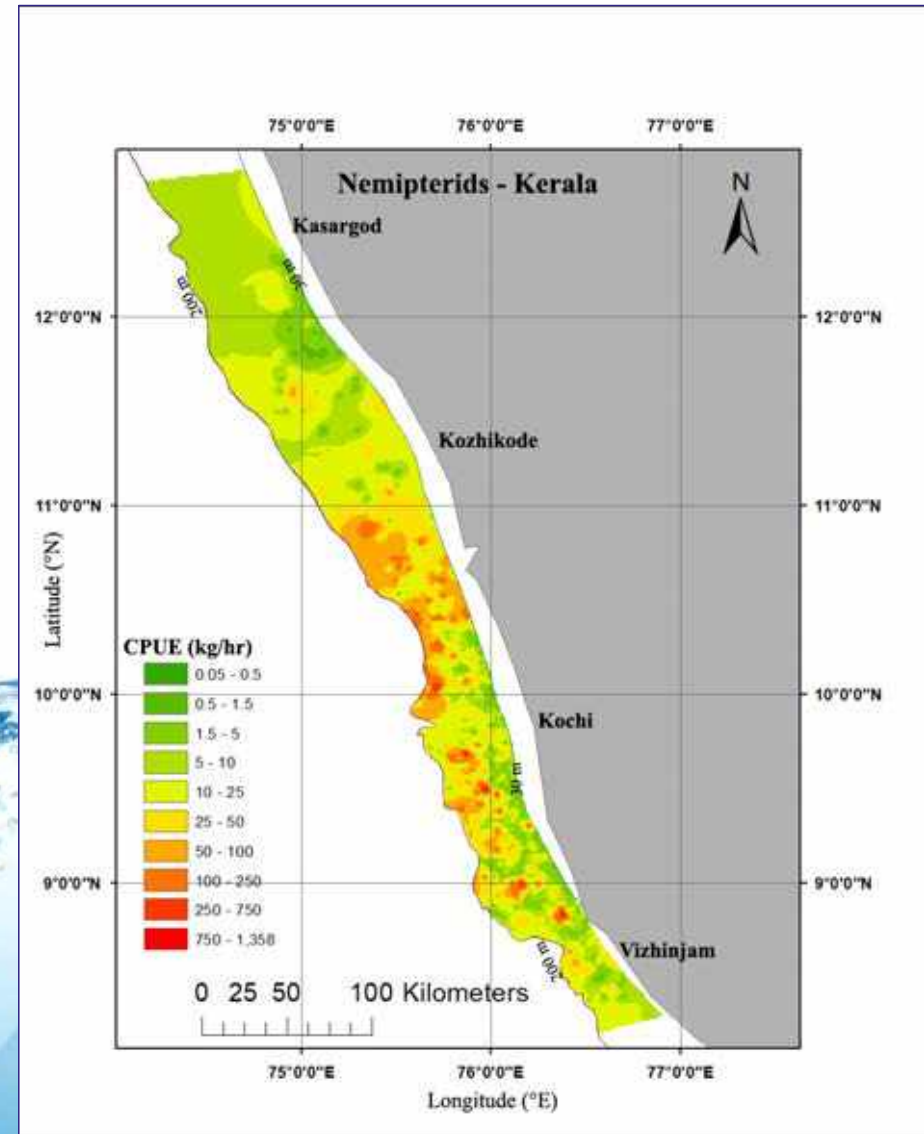 75°0'0"E 76°0'0"E 77°0'0"E
Nemipterids - Kerala
N
Kasargod
30 m
200 m
12°0'0"N 12°0'0"N
Kozhikode
11°0'0"N 11°0'0"N
Latitude (°N)
CPUE (kg/hr)
0.05 - 0.5
0.5 - 1.5
1.5 - 5
5 - 10
10 - 25
25 - 50
50 - 100
100 - 250
250 - 750
750 - 1,358
10°0'0"N 10°0'0"N
Kochi
30 m
9°0'0"N 9°0'0"N
Vizhinjam
200 m
0 25 50 100 Kilometers
75°0'0"E 76°0'0"E 77°0'0"E
Longitude (°E)